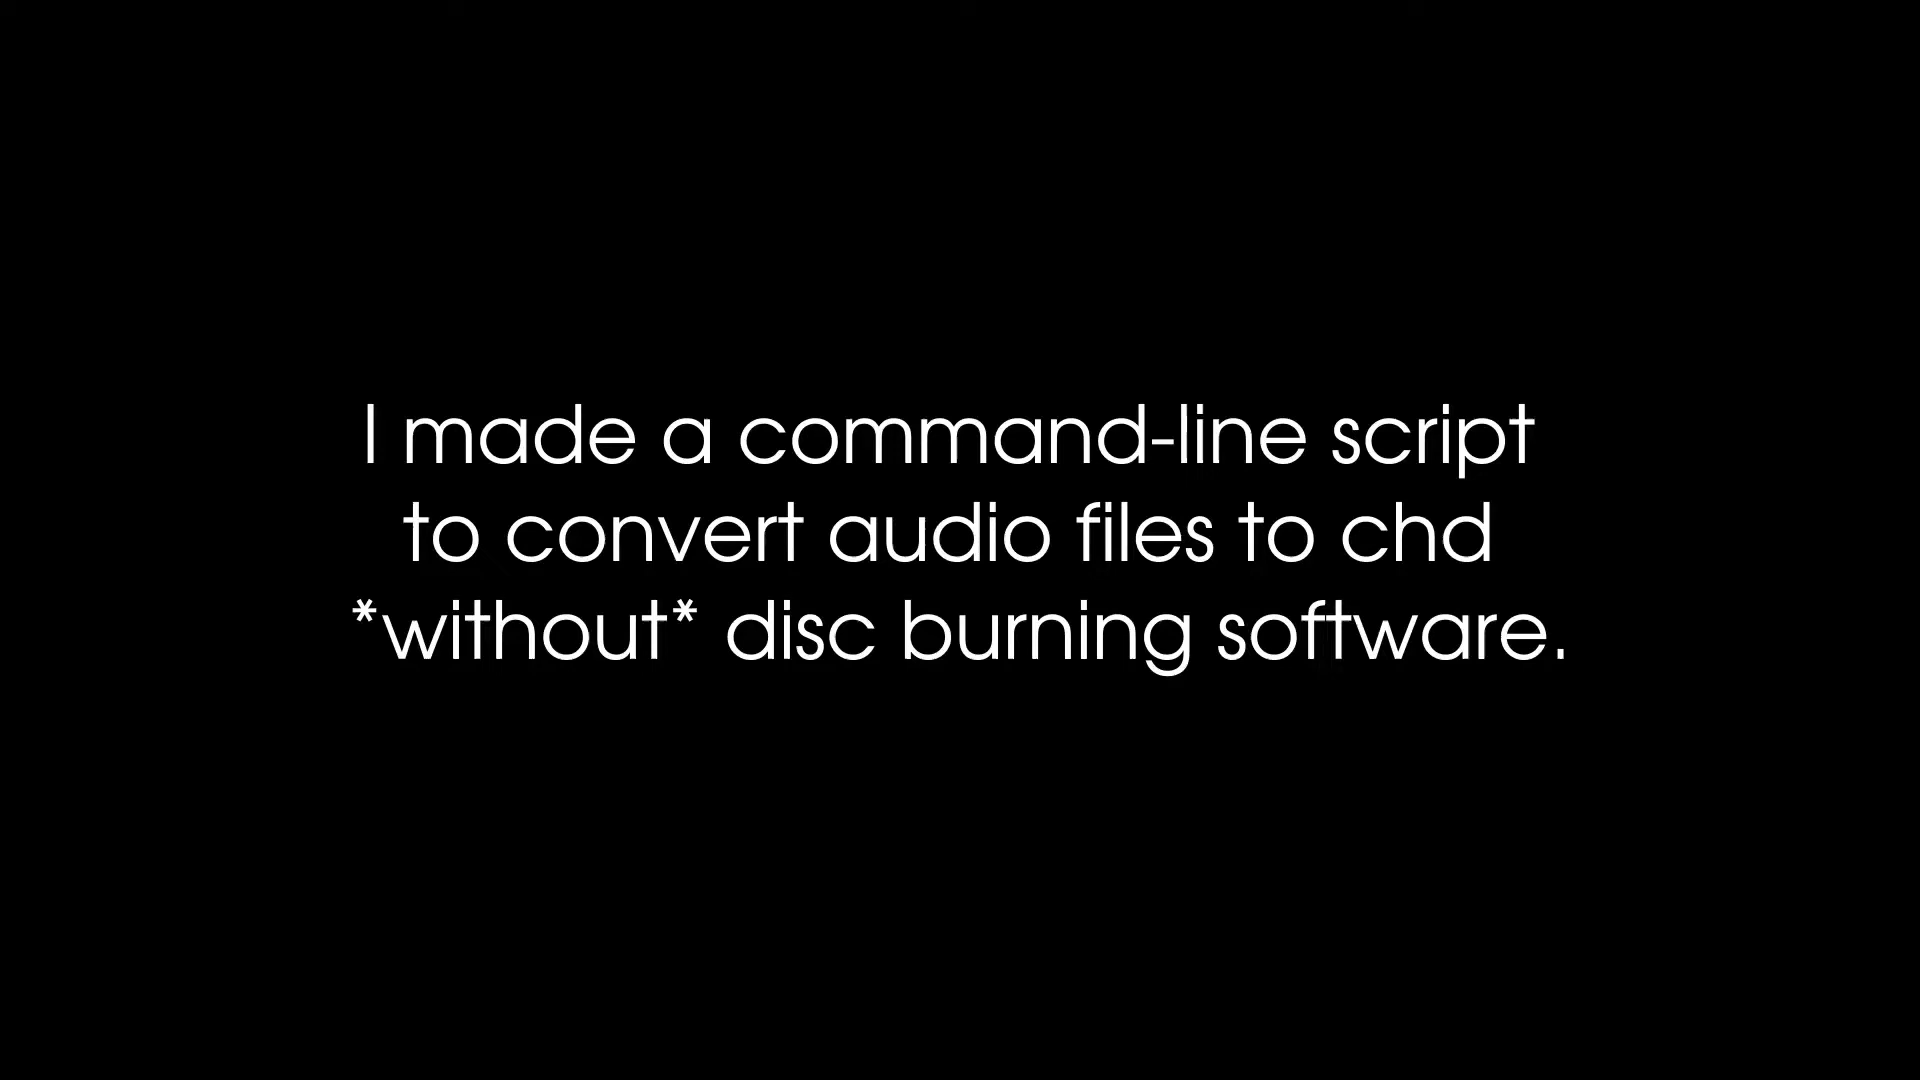 I made a command-line script
to convert audio files to chd
*without* disc burning software.